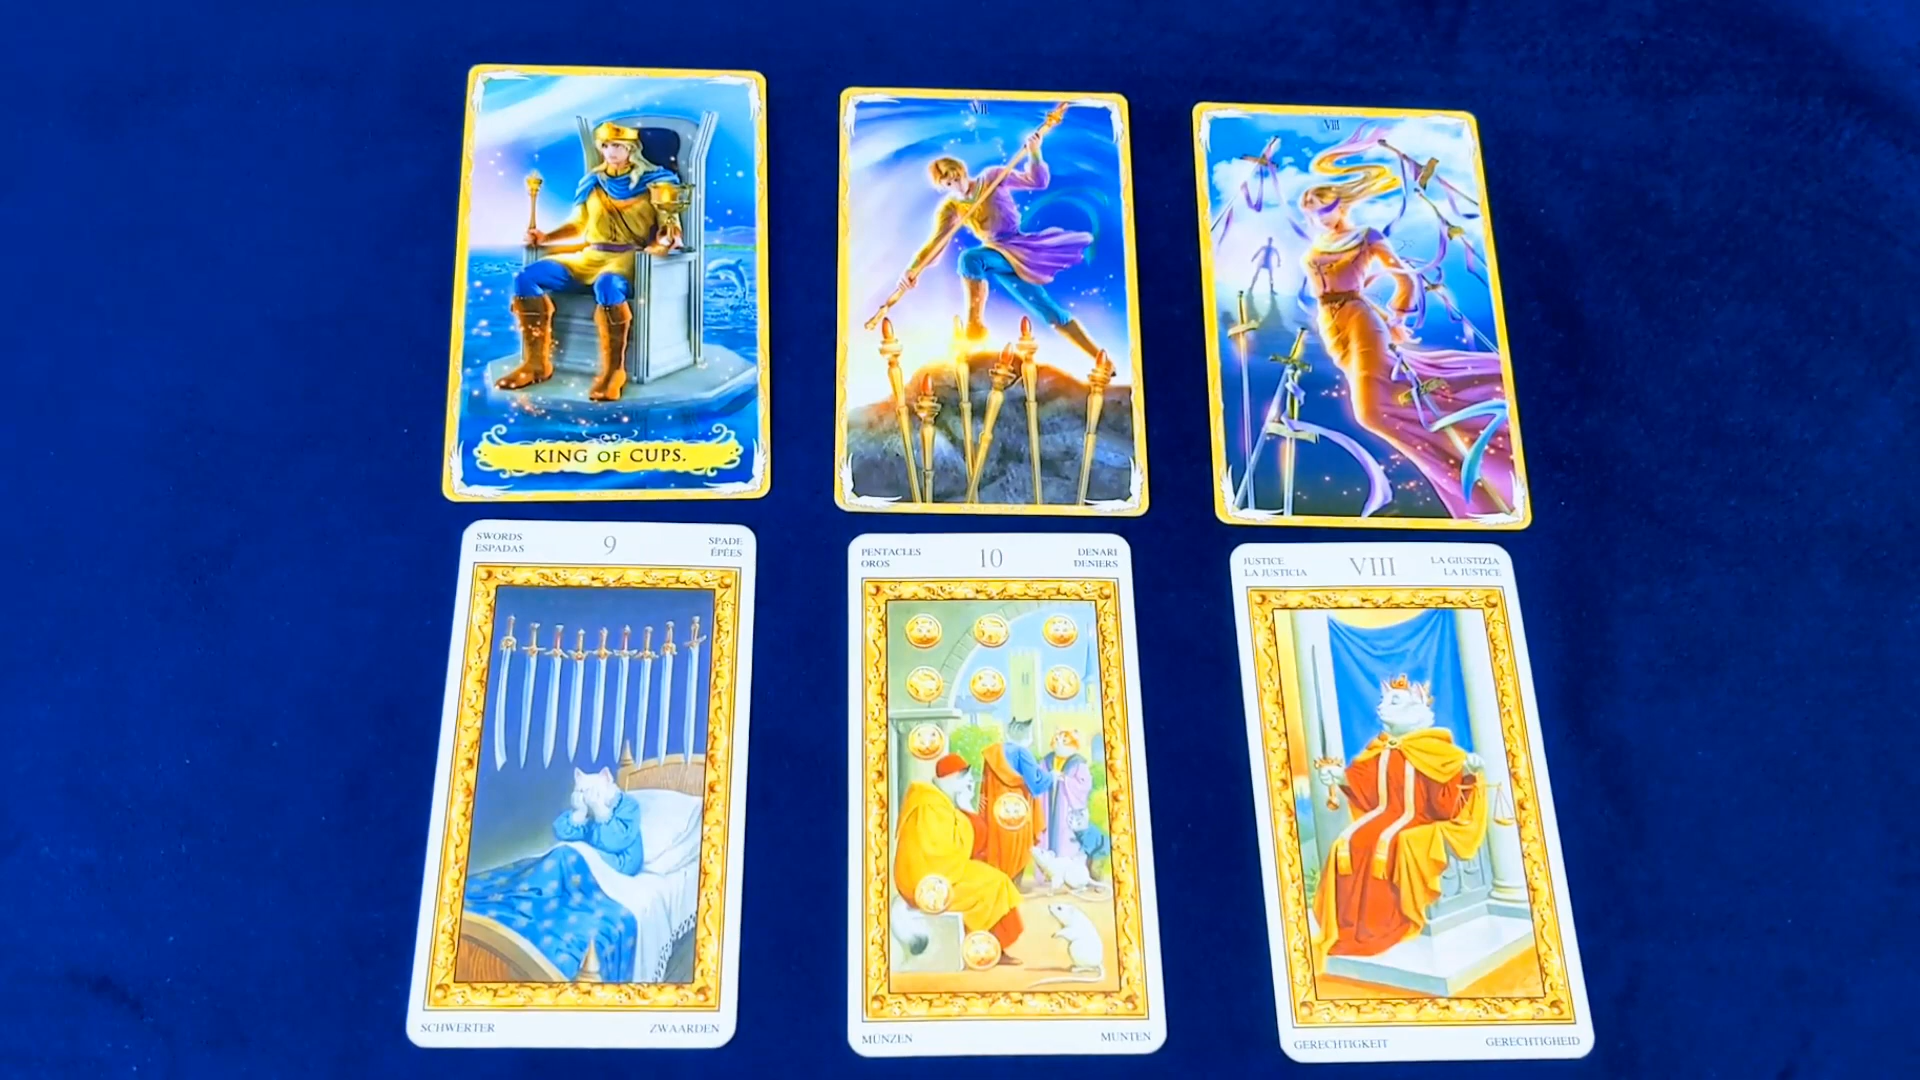 KING OF CUPS.
VII
VIII
SWORDS
ESPADAS
9
SPADE
ÉPÉES
SCHWERTER
ZWAARDEN
PENTACLES
OROS
10
DENARI
DENIERS
MÜNZEN
MUNTEN
JUSTICE
LA JUSTICIA
VIII
LA GIUSTIZIA
LA JUSTICE
GERECHTIGKEIT
GERECHTIGHEID